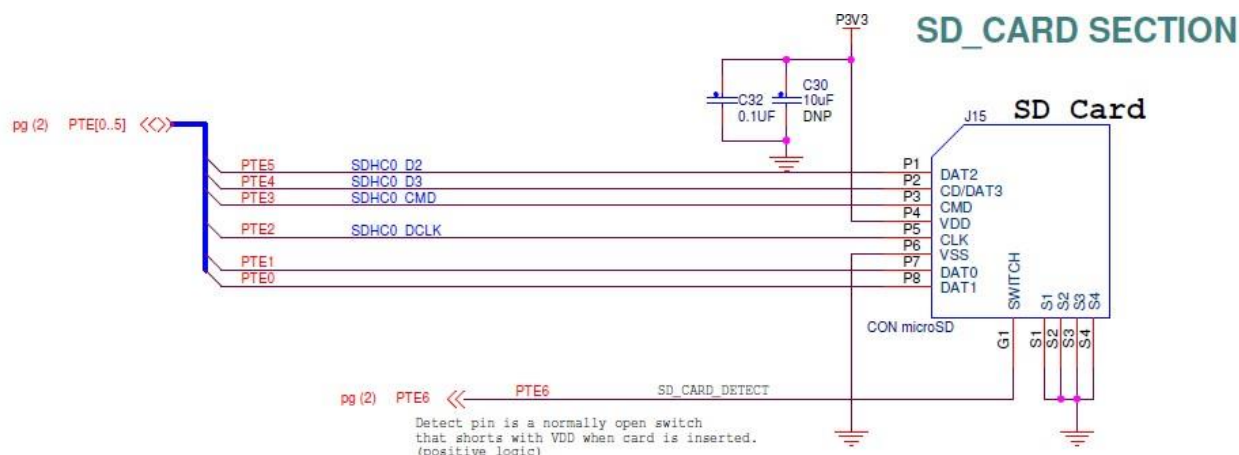 P3V3
SD_CARD SECTION
C32
0.1UF
C30
10uF
DNP
J15
SD Card
pg (2) PTE[0..5]
PTE5 SDHC0_D2 P1 DAT2
PTE4 SDHC0_D3 P2 CD/DAT3
PTE3 SDHC0_CMD P3 CMD
P4 VDD
PTE2 SDHC0_DCLK P5 CLK
P6 VSS
PTE1 P7 DAT0
PTE0 P8 DAT1
SWITCH S1 S2 S3 S4
CON microSD
G1 S1 S2 S3 S4
pg (2) PTE6 PTE6 SD_CARD_DETECT
Detect pin is a normally open switch
that shorts with VDD when card is inserted.
(positive logic)